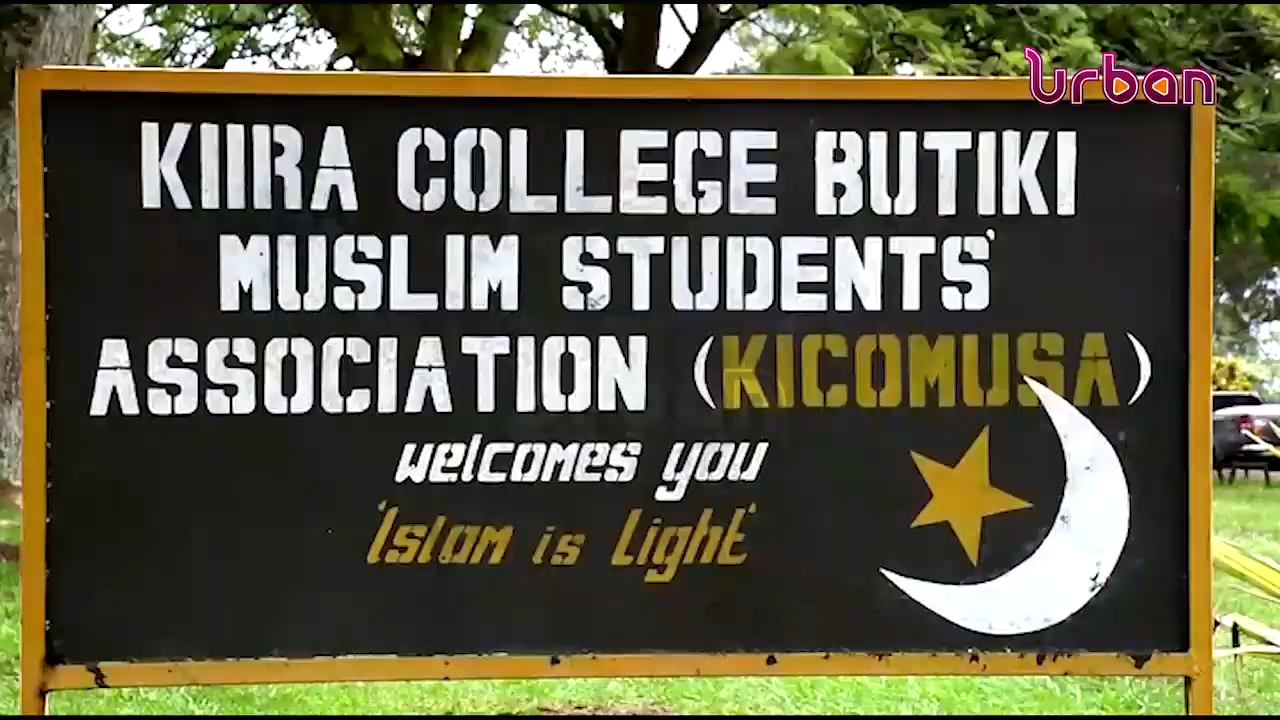 urban
KIIRA COLLEGE BUTIKI
MUSLIM STUDENTS'
ASSOCIATION (KICOMUSA)
welcomes you
'Islam is Light'